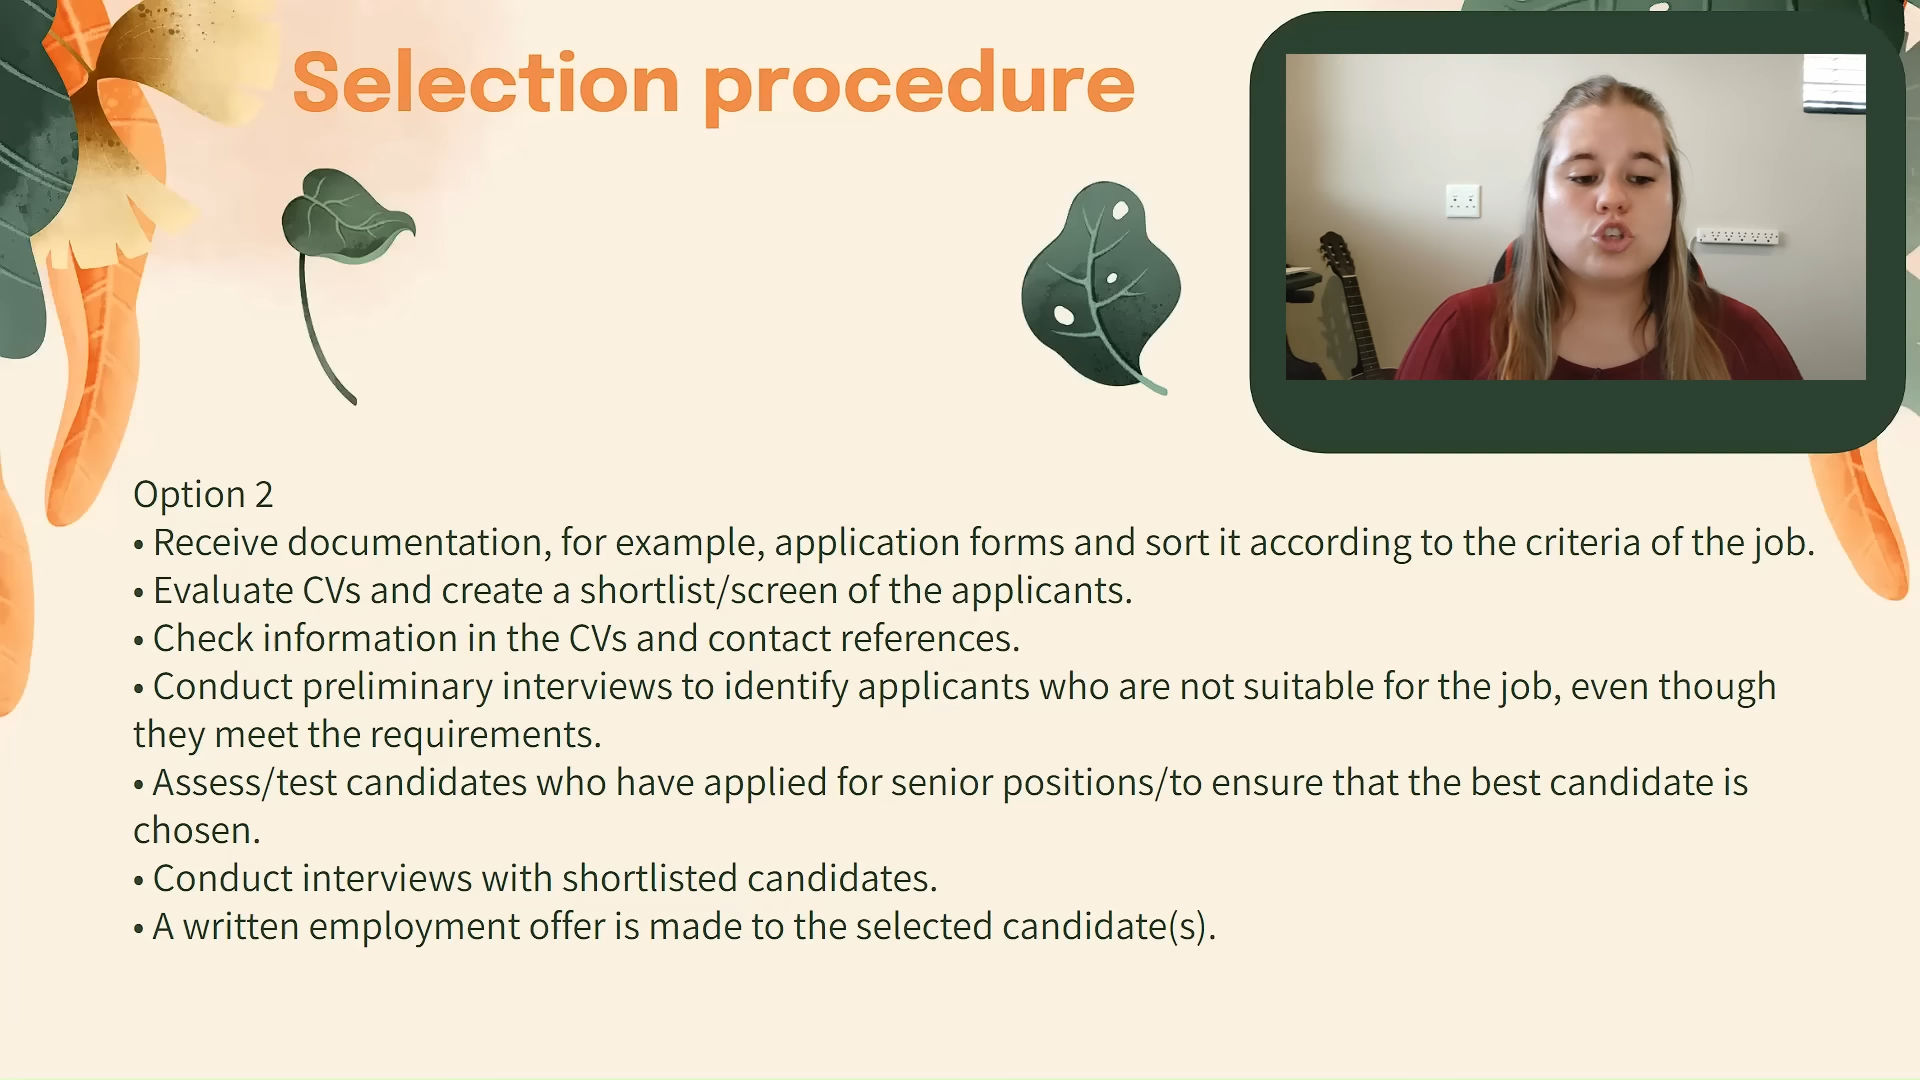 Selection procedure
Option 2
• Receive documentation, for example, application forms and sort it according to the criteria of the job.
• Evaluate CVs and create a shortlist/screen of the applicants.
• Check information in the CVs and contact references.
• Conduct preliminary interviews to identify applicants who are not suitable for the job, even though
they meet the requirements.
• Assess/test candidates who have applied for senior positions/to ensure that the best candidate is
chosen.
• Conduct interviews with shortlisted candidates.
• A written employment offer is made to the selected candidate(s).